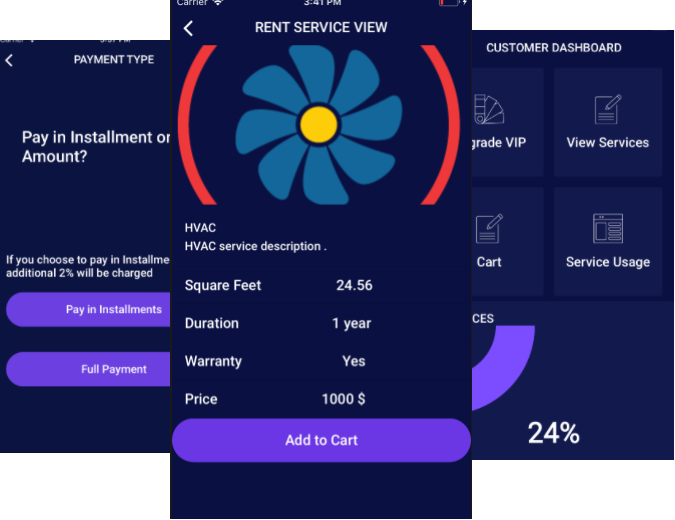 PAYMENT TYPE
Pay in Installment or
Amount?
If you choose to pay in Installme
additional 2% will be charged
Pay in Installments
Full Payment
Carrier
3:41 PM
RENT SERVICE VIEW
HVAC
HVAC service description .
Square Feet 24.56
Duration 1 year
Warranty Yes
Price 1000 $
Add to Cart
CUSTOMER DASHBOARD
grade VIP
View Services
Cart
Service Usage
CES
24%